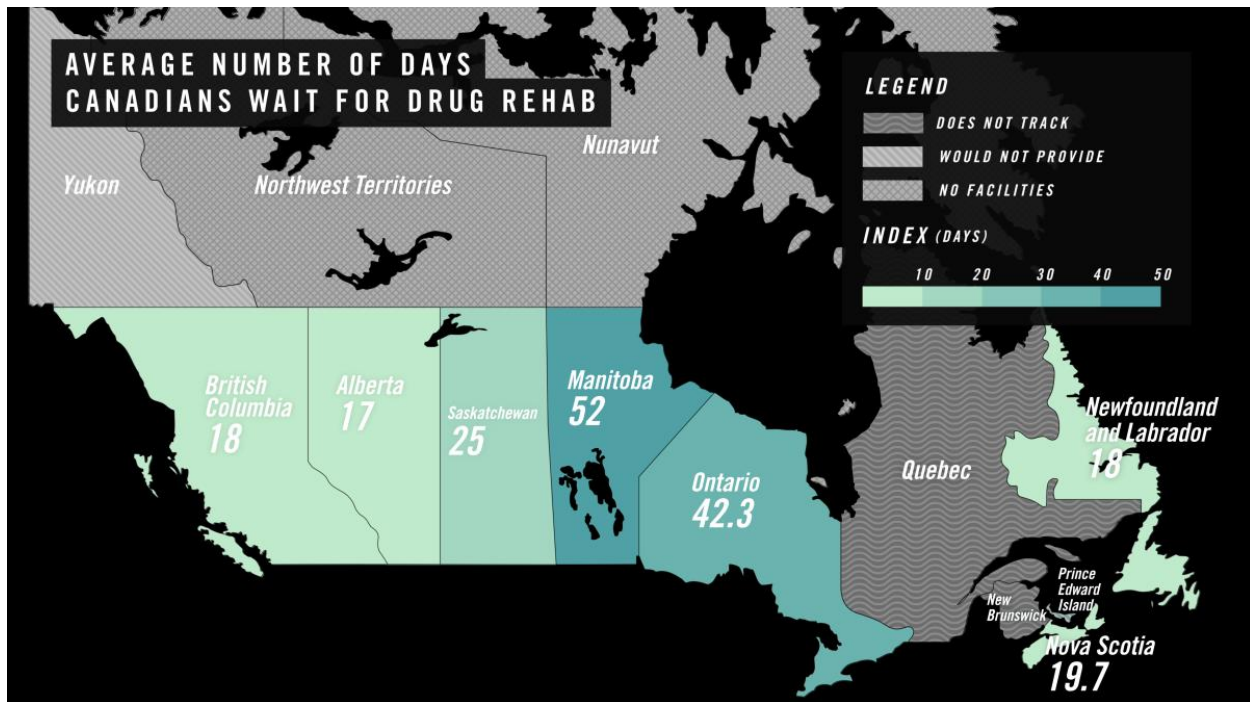 AVERAGE NUMBER OF DAYS
CANADIANS WAIT FOR DRUG REHAB
LEGEND
DOES NOT TRACK
WOULD NOT PROVIDE
NO FACILITIES
INDEX (DAYS)
10 20 30 40 50
Nunavut
Yukon
Northwest Territories
British
Columbia
18
Alberta
17
Saskatchewan
25
Manitoba
52
Ontario
42.3
Quebec
Newfoundland
and Labrador
18
Prince
Edward
Island
New
Brunswick
Nova Scotia
19.7